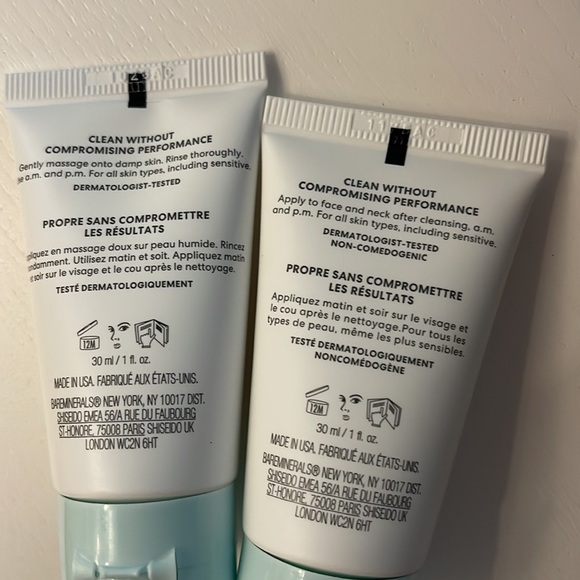 CLEAN WITHOUT
COMPROMISING PERFORMANCE
Gently massage onto damp skin. Rinse thoroughly.
a.m. and p.m. For all skin types, including sensitive.
DERMATOLOGIST-TESTED
PROPRE SANS COMPROMETTRE
LES RÉSULTATS
en massage doux sur peau humide. Rincez
Utilisez matin et soir. Appliquez matin
et soir sur le visage et le cou après le nettoyage.
TESTÉ DERMATOLOGIQUEMENT
12M
30 ml / 1 fl. oz.
MADE IN USA. FABRIQUÉ AUX ÉTATS-UNIS.
BAREMINERALS® NEW YORK, NY 10017 DIST.
SHISEIDO EMEA 56/A RUE DU FAUBOURG
ST-HONORE, 75008 PARIS SHISEIDO UK
LONDON WC2N 6HT
CLEAN WITHOUT
COMPROMISING PERFORMANCE
Apply to face and neck after cleansing, a.m.
and p.m. For all skin types, including sensitive.
DERMATOLOGIST-TESTED
NON-COMEDOGENIC
PROPRE SANS COMPROMETTRE
LES RÉSULTATS
Appliquez matin et soir sur le visage et
le cou après le nettoyage.Pour tous les
types de peau, même les plus sensibles.
TESTÉ DERMATOLOGIQUEMENT
NONCOMÉDOGÈNE
12M
30 ml / 1 fl. oz.
MADE IN USA. FABRIQUÉ AUX ÉTATS-UNIS.
BAREMINERALS® NEW YORK, NY 10017 DIST.
SHISEIDO EMEA 56/A RUE DU FAUBOURG
ST-HONORE, 75008 PARIS SHISEIDO UK
LONDON WC2N 6HT